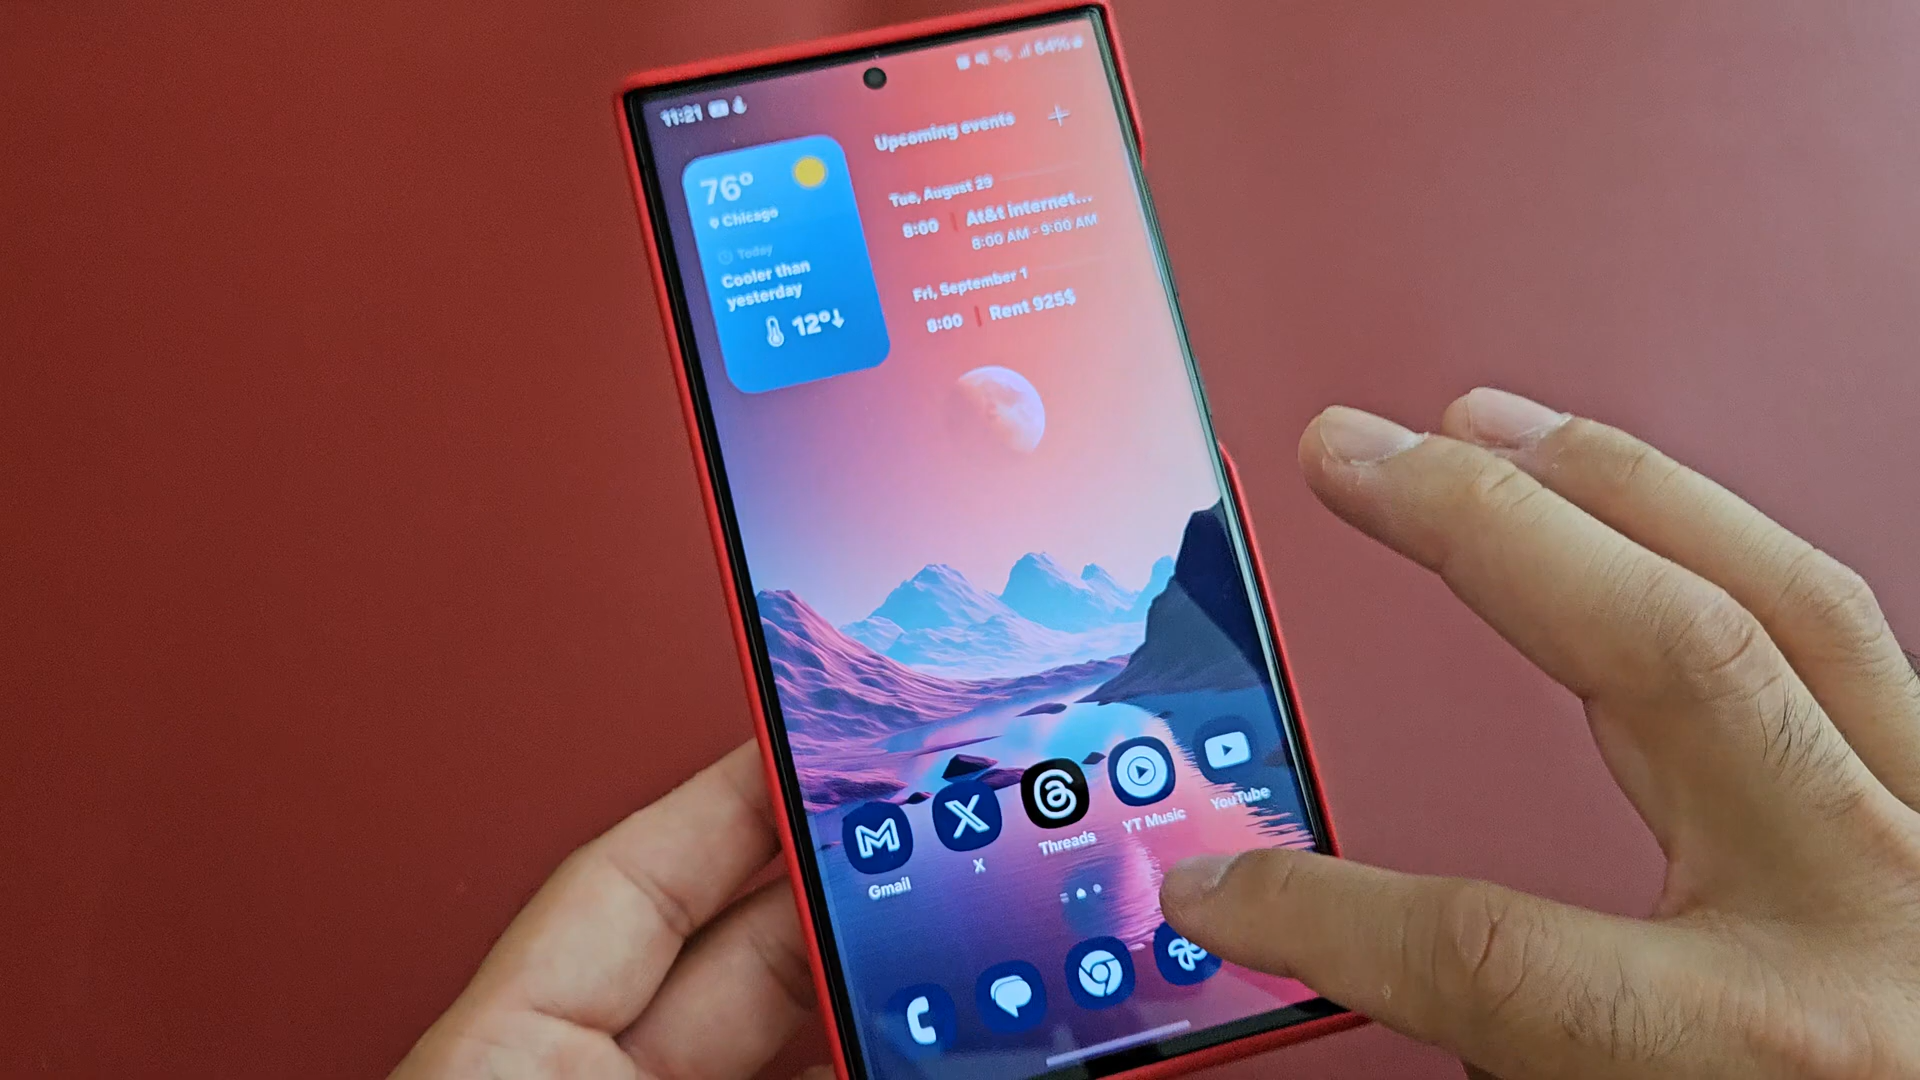 11:21
64%
76°
Chicago
Today
Cooler than
yesterday
12°↓
Upcoming events +
Tue, August 29
8:00 At&t internet...
8:00 AM - 9:00 AM
Fri, September 1
8:00 Rent 925$
Gmail
X
Threads
YT Music
YouTube